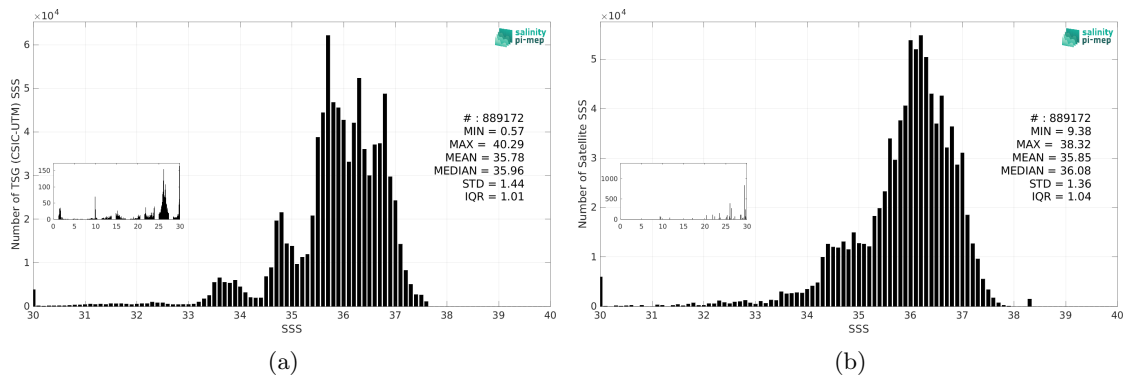 ×10⁴
salinity
pi-mep
Number of TSG (CSIC-UTM) SSS
6
5
4
3
2
1
0
# : 889172
MIN = 0.57
MAX = 40.29
MEAN = 35.78
MEDIAN = 35.96
STD = 1.44
IQR = 1.01
150
100
50
0
0 5 10 15 20 25 30
30 31 32 33 34 35 36 37 38 39 40
SSS
(a)
×10⁴
salinity
pi-mep
Number of Satellite SSS
5
4
3
2
1
0
# : 889172
MIN = 9.38
MAX = 38.32
MEAN = 35.85
MEDIAN = 36.08
STD = 1.36
IQR = 1.04
1000
500
0
0 5 10 15 20 25 30
30 31 32 33 34 35 36 37 38 39 40
SSS
(b)